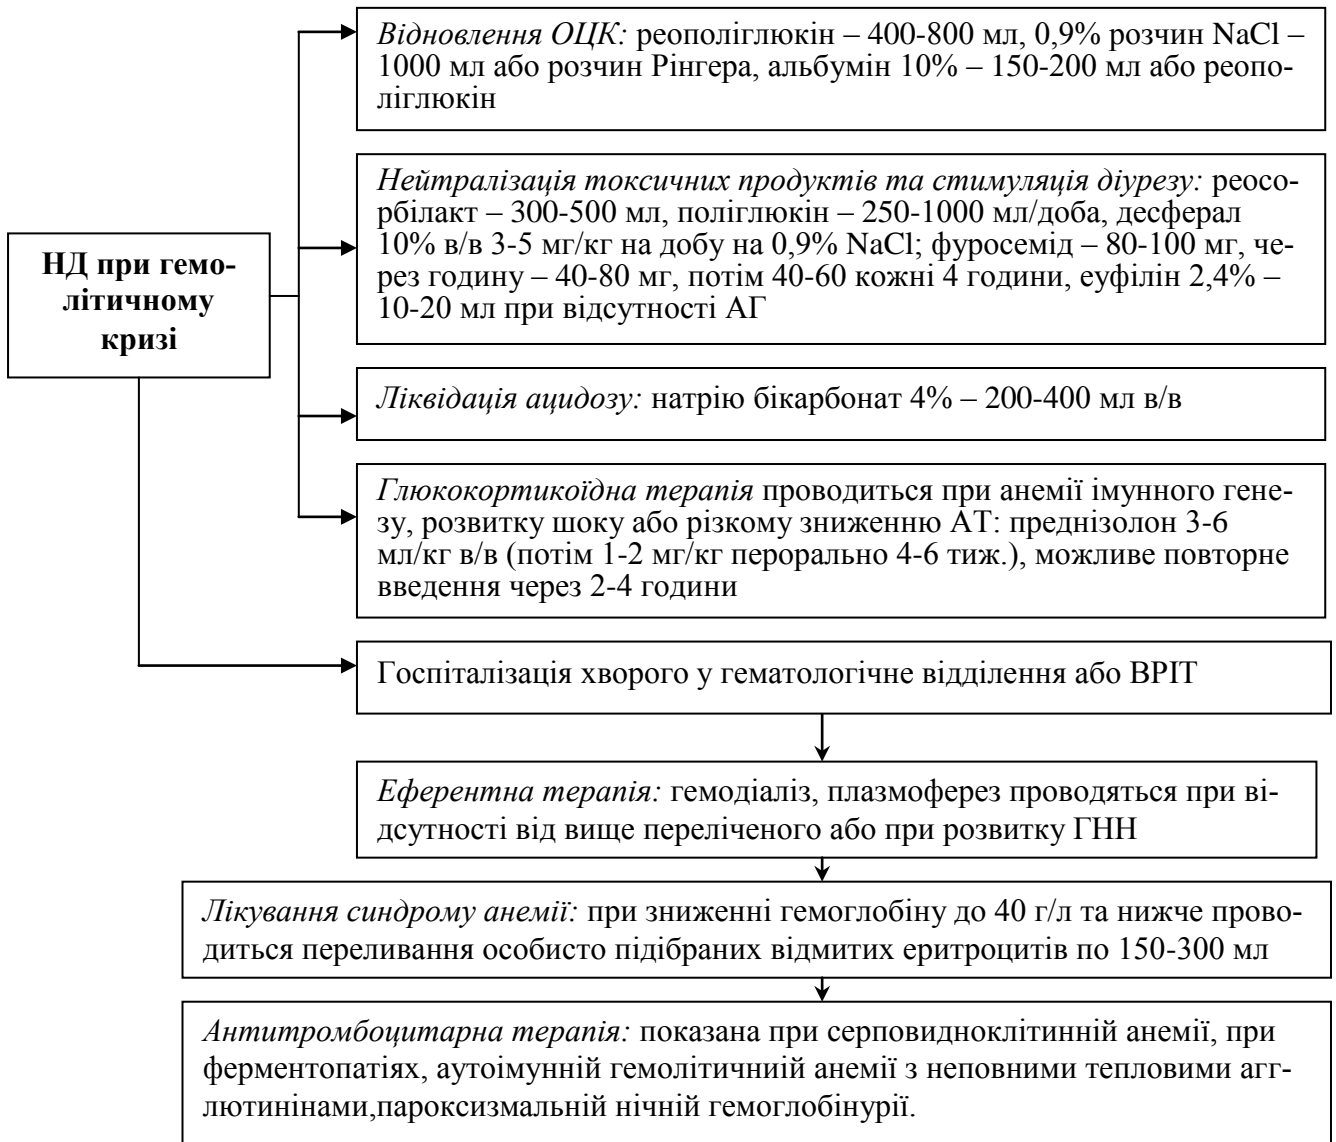 Відновлення ОЦК: реополіглюкін – 400-800 мл, 0,9% розчин NaCl –
1000 мл або розчин Рінгера, альбумін 10% – 150-200 мл або реопо-
ліглюкін
Нейтралізація токсичних продуктів та стимуляція діурезу: реосо-
рбілакт – 300-500 мл, поліглюкін – 250-1000 мл/доба, десферал
10% в/в 3-5 мг/кг на добу на 0,9% NaCl; фуросемід – 80-100 мг, че-
рез годину – 40-80 мг, потім 40-60 кожні 4 години, еуфілін 2,4% –
10-20 мл при відсутності АГ
НД при гемо-
літичному
кризі
Ліквідація ацидозу: натрію бікарбонат 4% – 200-400 мл в/в
Глюкокортикоїдна терапія проводиться при анемії імунного гене-
зу, розвитку шоку або різкому зниженню АТ: преднізолон 3-6
мл/кг в/в (потім 1-2 мг/кг перорально 4-6 тиж.), можливе повторне
введення через 2-4 години
Госпіталізація хворого у гематологічне відділення або ВРІТ
Еферентна терапія: гемодіаліз, плазмоферез проводяться при ві-
дсутності від вище переліченого або при розвитку ГНН
Лікування синдрому анемії: при зниженні гемоглобіну до 40 г/л та нижче прово-
диться переливання особисто підібраних відмитих еритроцитів по 150-300 мл
Антитромбоцитарна терапія: показана при серповидноклітинній анемії, при
ферментопатіях, аутоімунній гемолітичниій анемії з неповними тепловими агг-
лютинінами,пароксизмальній нічній гемоглобінурії.